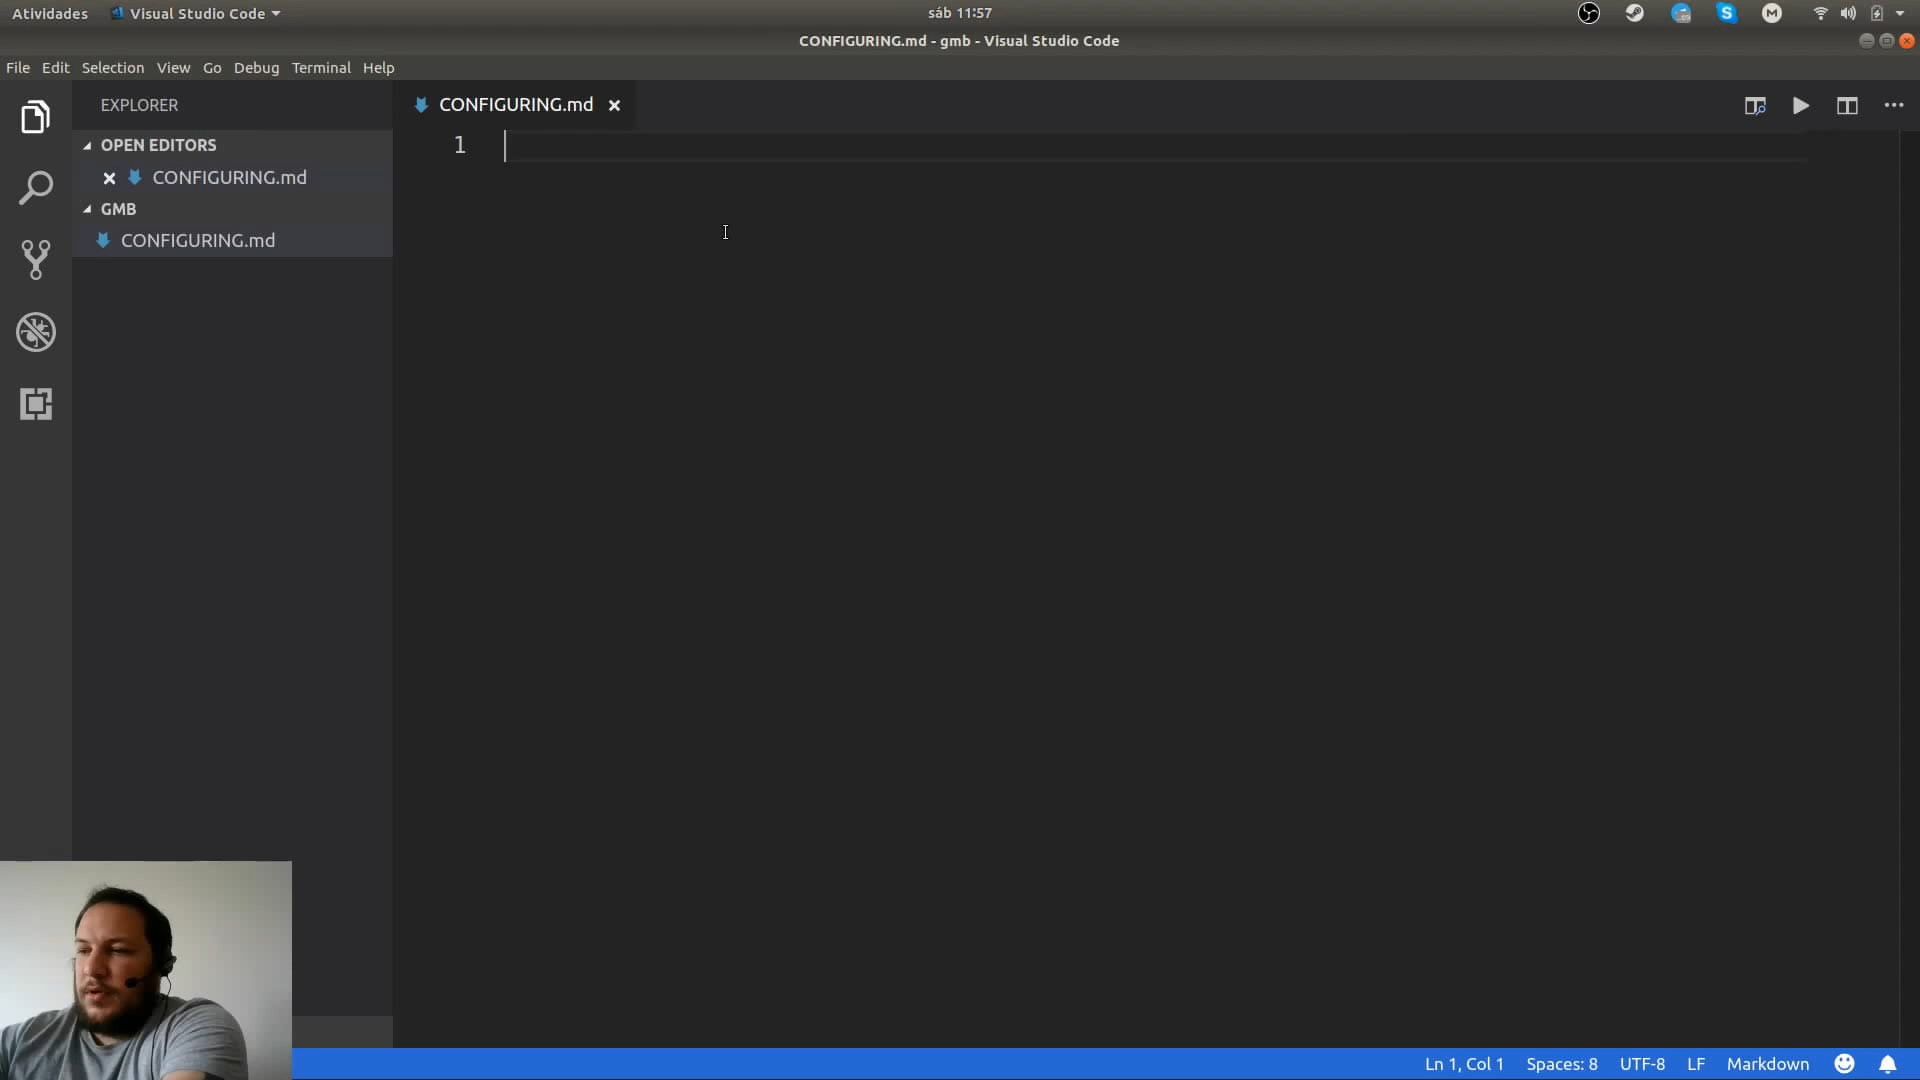 Atividades Visual Studio Code sáb 11:57
CONFIGURING.md - gmb - Visual Studio Code
File Edit Selection View Go Debug Terminal Help
EXPLORER
OPEN EDITORS
CONFIGURING.md
GMB
CONFIGURING.md
CONFIGURING.md
1
Ln 1, Col 1 Spaces: 8 UTF-8 LF Markdown